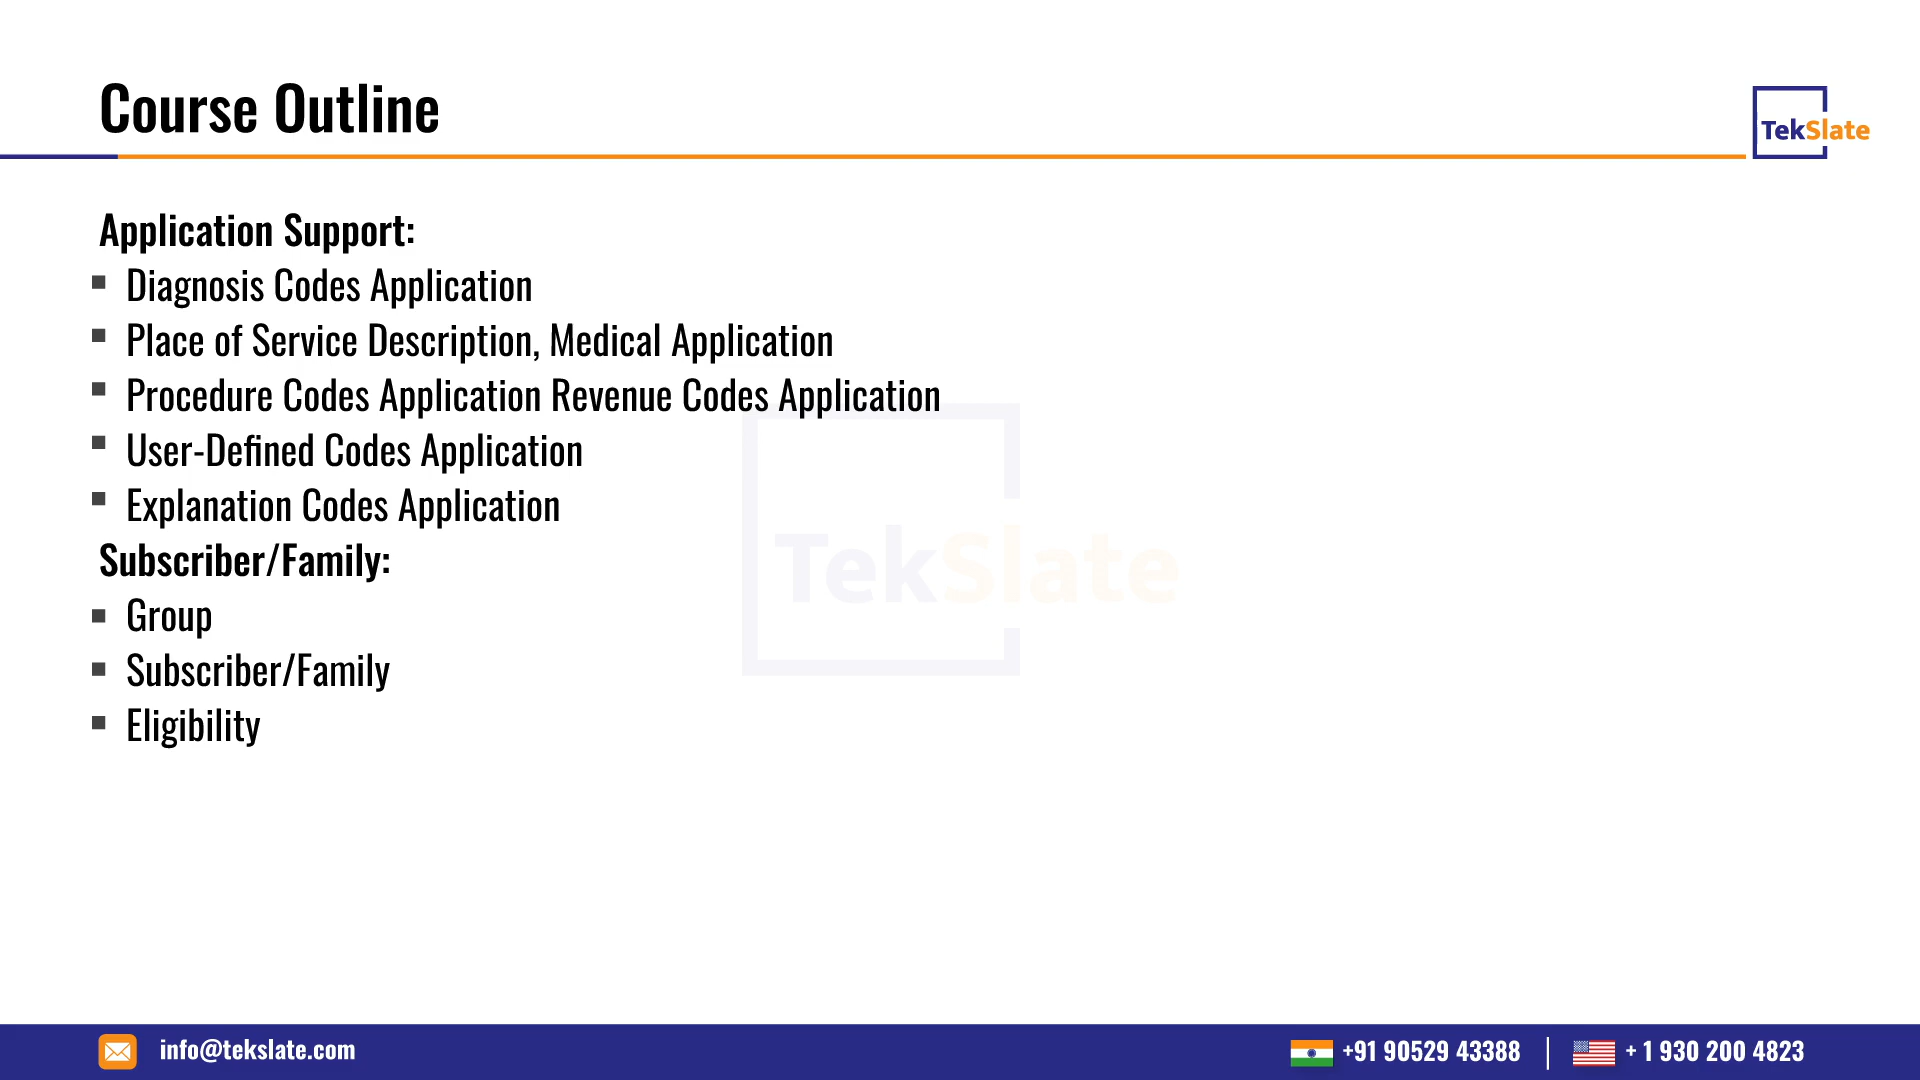 Course Outline
TekSlate
Application Support:
Diagnosis Codes Application
Place of Service Description, Medical Application
Procedure Codes Application Revenue Codes Application
User-Defined Codes Application
Explanation Codes Application
Subscriber/Family:
Group
Subscriber/Family
Eligibility
TekSlate
info@tekslate.com
+91 90529 43388
+ 1 930 200 4823